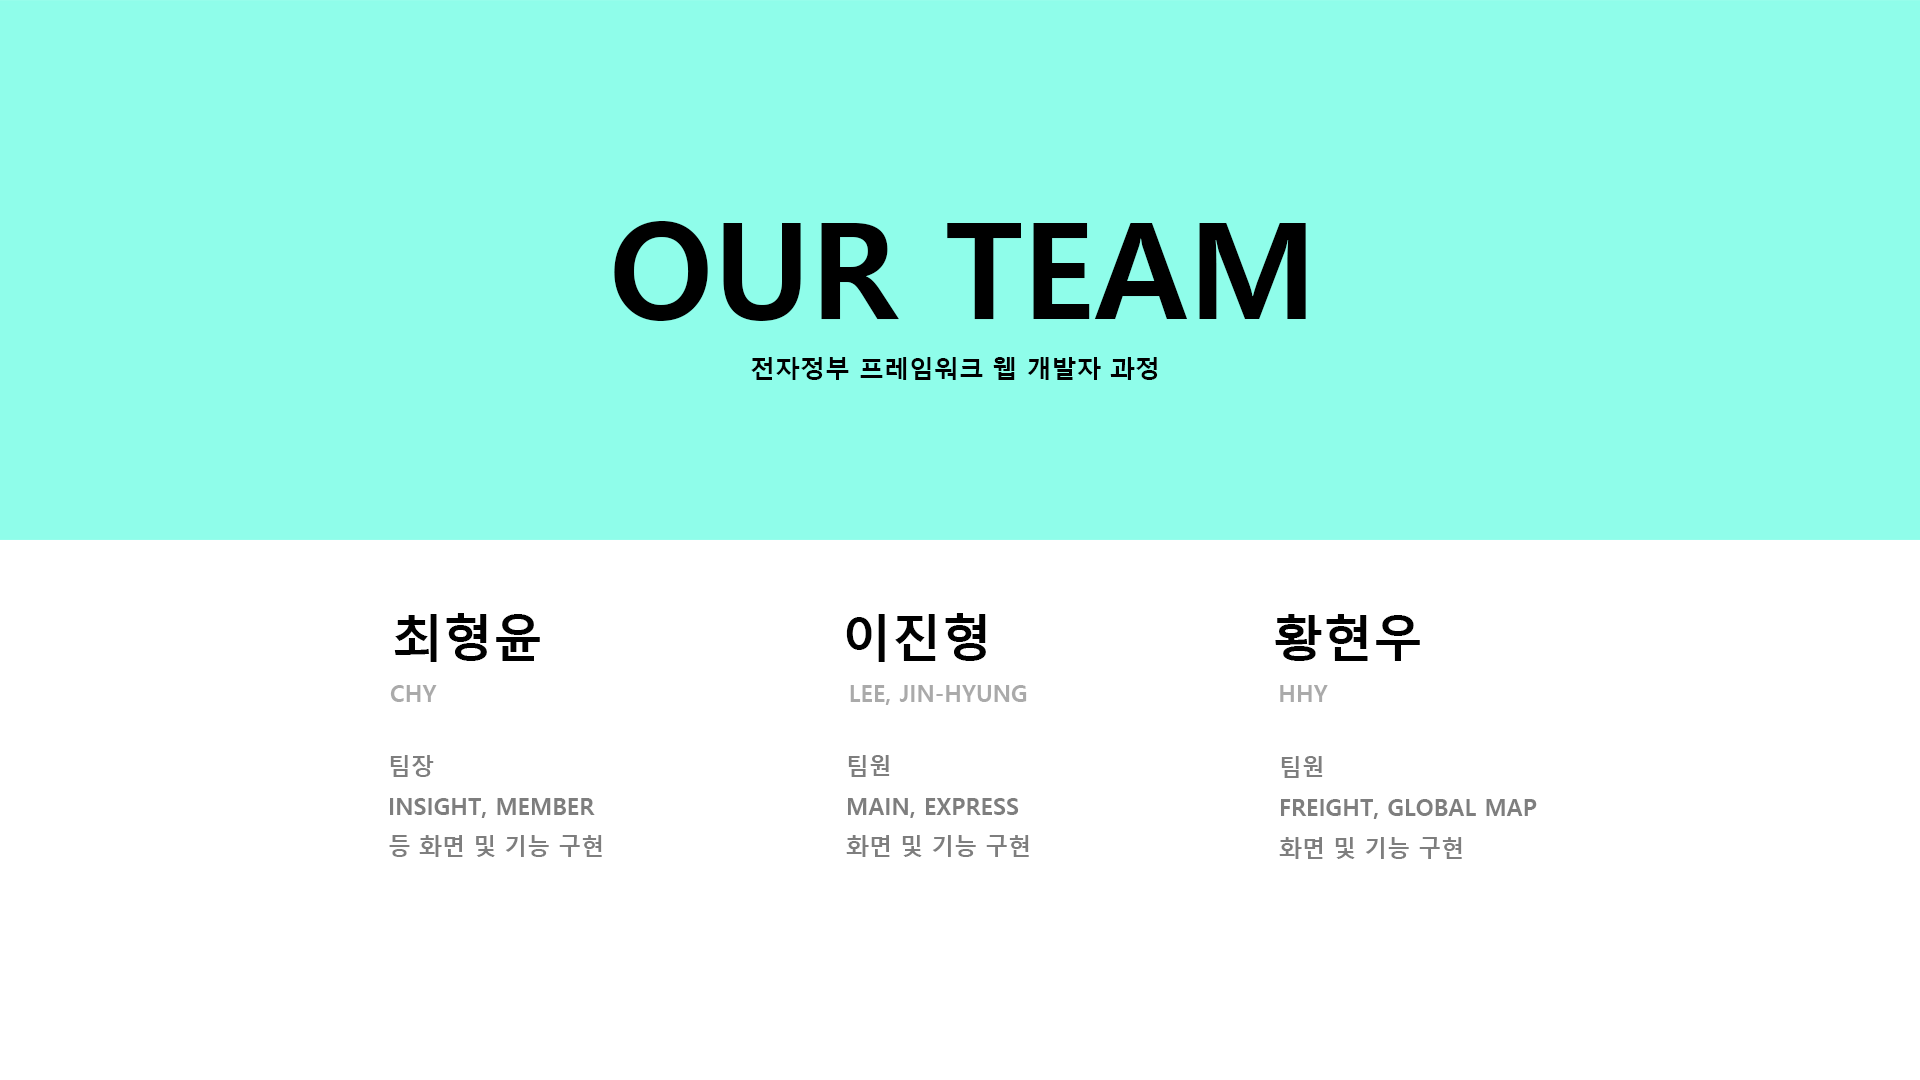 OUR TEAM
전자정부 프레임워크 웹 개발자 과정
최형윤
CHY
팀장
INSIGHT, MEMBER
등 화면 및 기능 구현
이진형
LEE, JIN-HYUNG
팀원
MAIN, EXPRESS
화면 및 기능 구현
황현우
HHY
팀원
FREIGHT, GLOBAL MAP
화면 및 기능 구현